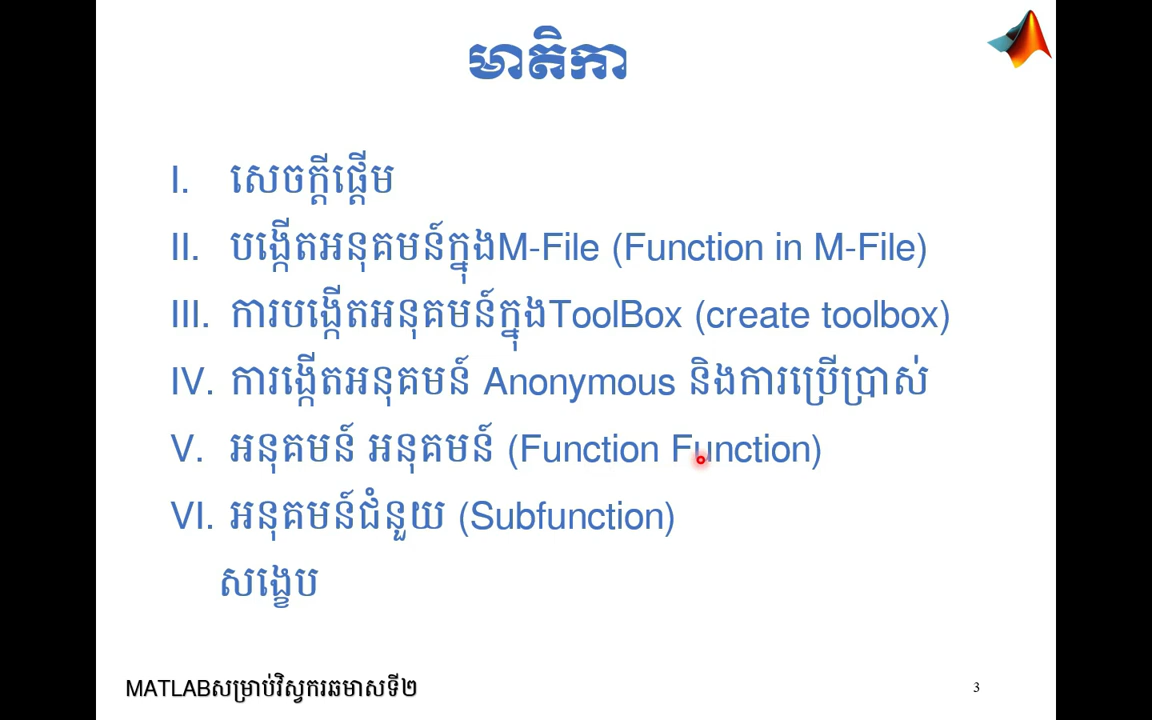 មាតិកា
I. សេចក្តីផ្តើម
II. បង្កើតអនុគមន៍ក្នុងM-File (Function in M-File)
III. ការបង្កើតអនុគមន៍ក្នុងToolBox (create toolbox)
IV. ការង្កើតអនុគមន៍ Anonymous និងការប្រើប្រាស់
V. អនុគមន៍ អនុគមន៍ (Function Function)
VI. អនុគមន៍ជំនួយ (Subfunction)
សង្ខេប
MATLABសម្រាប់វិស្វករឆមាសទី២ 3